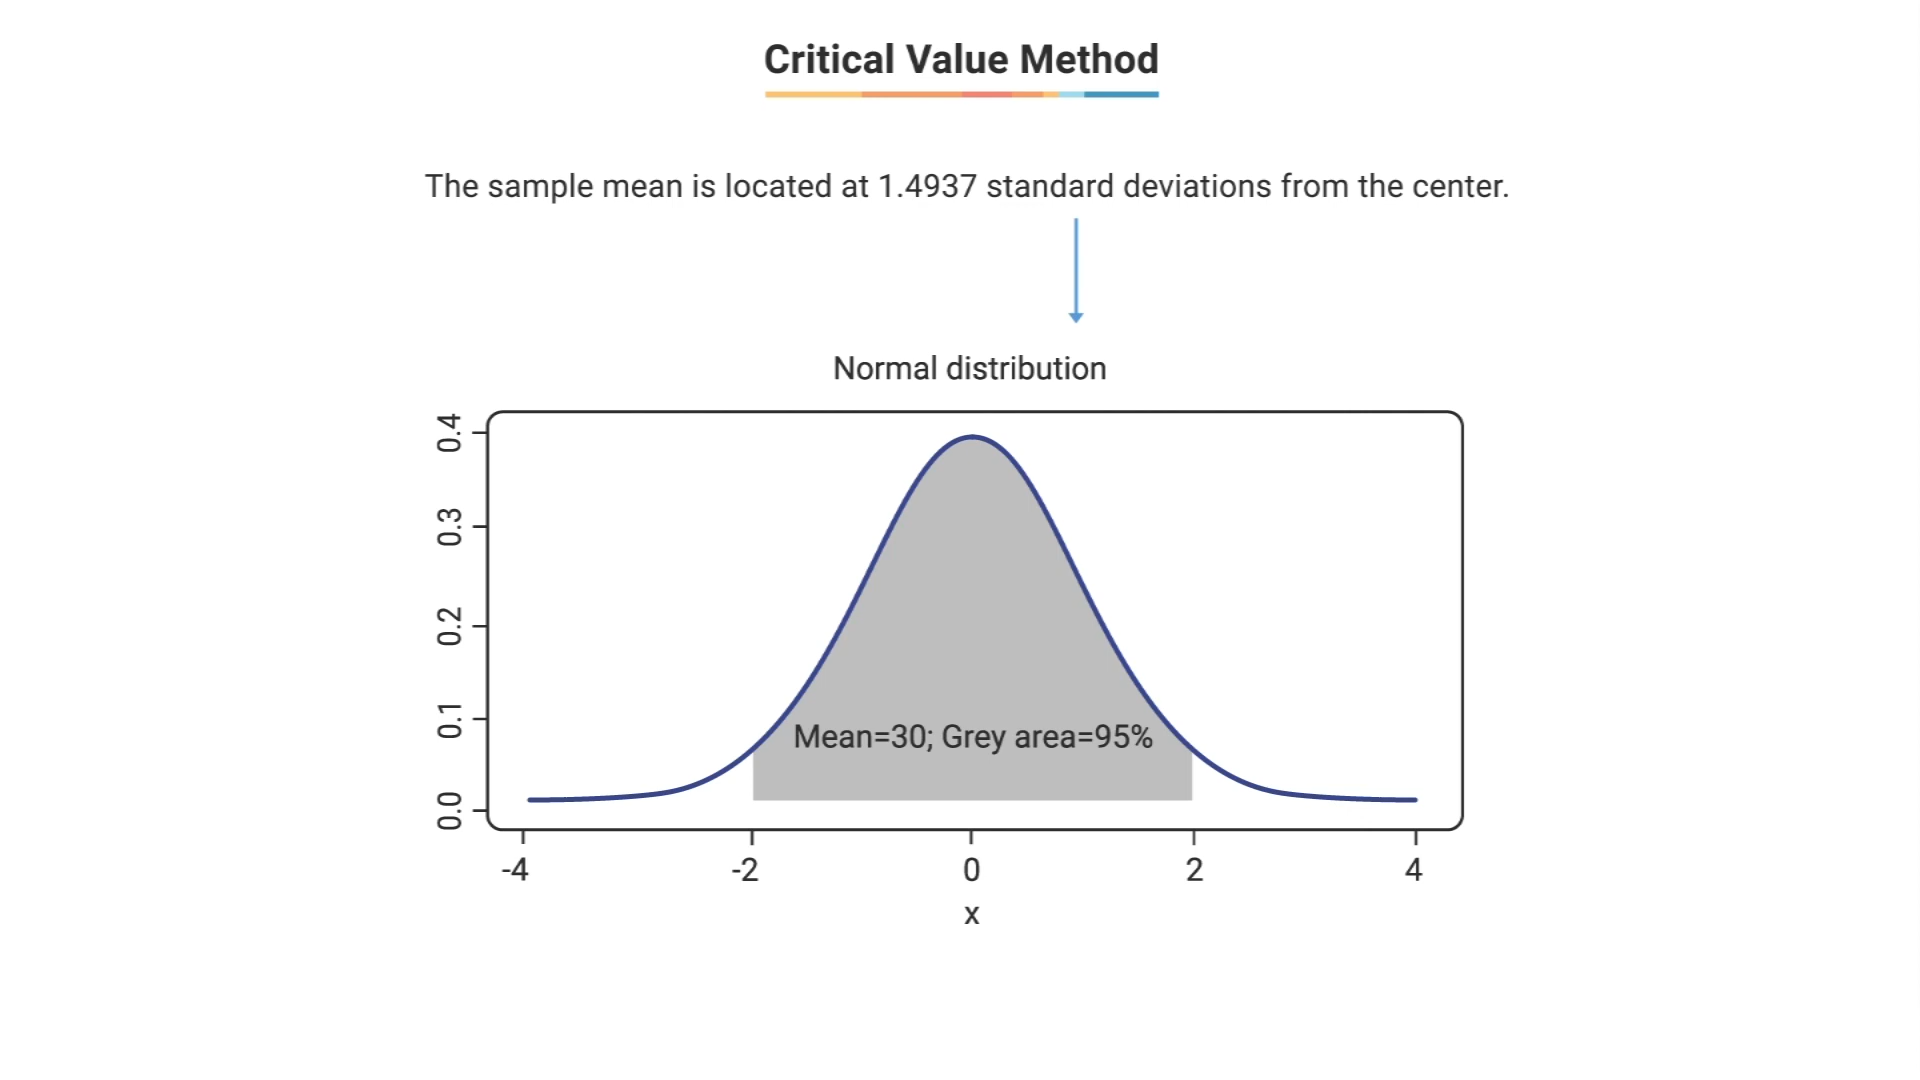 Critical Value Method
The sample mean is located at 1.4937 standard deviations from the center.
Normal distribution
0.4
0.3
0.2
0.1
0.0
Mean=30; Grey area=95%
-4 -2 0 2 4
x